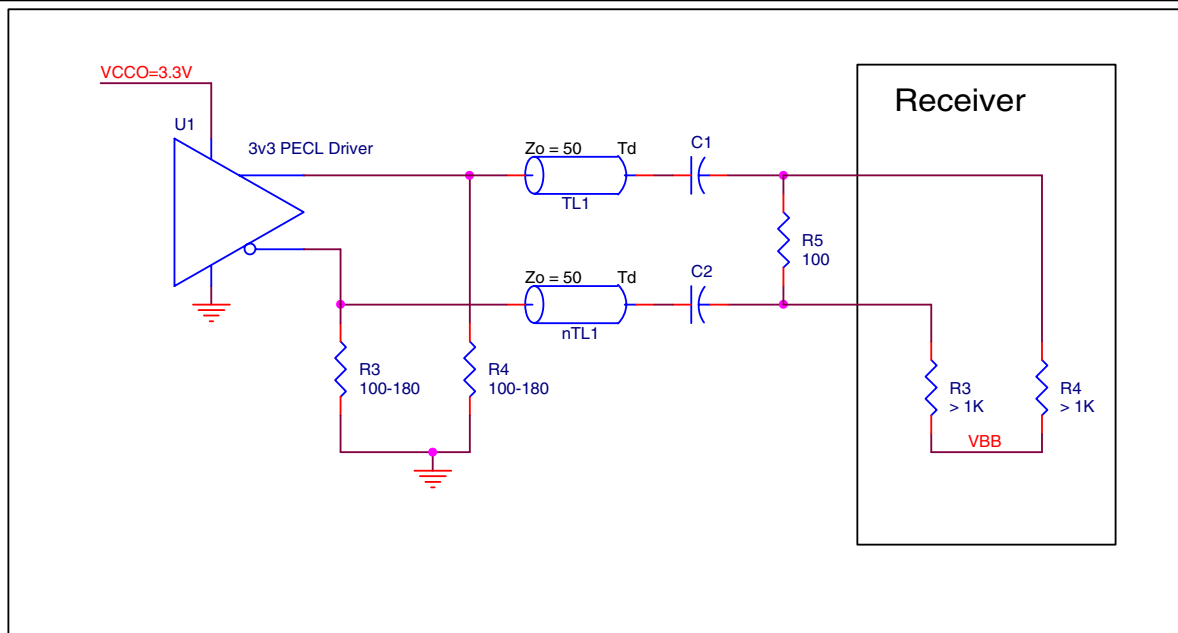 VCCO=3.3V
U1
3v3 PECL Driver
Zo = 50
Td
TL1
C1
Receiver
R5
100
Zo = 50
Td
nTL1
C2
R3
100-180
R4
100-180
R3
> 1K
R4
> 1K
VBB